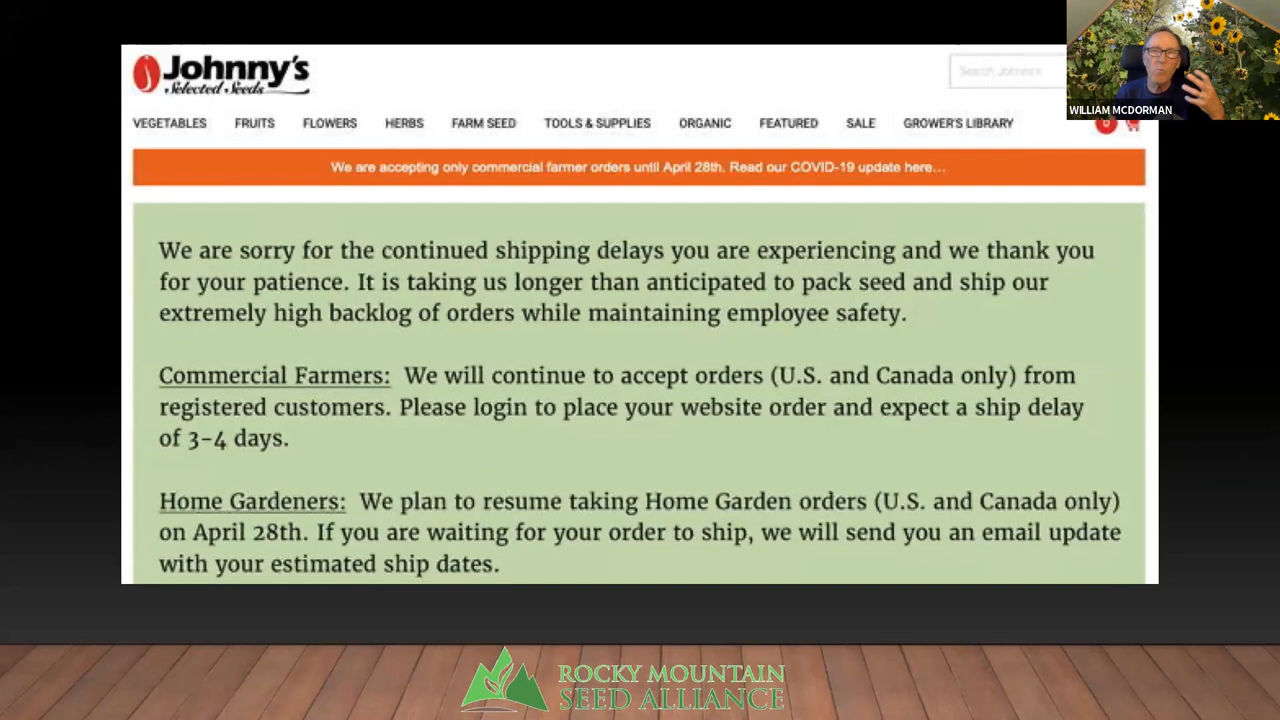 Johnny's
Selected Seeds
Search Johnny's
WILLIAM MCDORMAN
VEGETABLES FRUITS FLOWERS HERBS FARM SEED TOOLS & SUPPLIES ORGANIC FEATURED SALE GROWER'S LIBRARY
0
We are accepting only commercial farmer orders until April 28th. Read our COVID-19 update here...
We are sorry for the continued shipping delays you are experiencing and we thank you
for your patience. It is taking us longer than anticipated to pack seed and ship our
extremely high backlog of orders while maintaining employee safety.
Commercial Farmers: We will continue to accept orders (U.S. and Canada only) from
registered customers. Please login to place your website order and expect a ship delay
of 3-4 days.
Home Gardeners: We plan to resume taking Home Garden orders (U.S. and Canada only)
on April 28th. If you are waiting for your order to ship, we will send you an email update
with your estimated ship dates.
ROCKY MOUNTAIN
SEED ALLIANCE